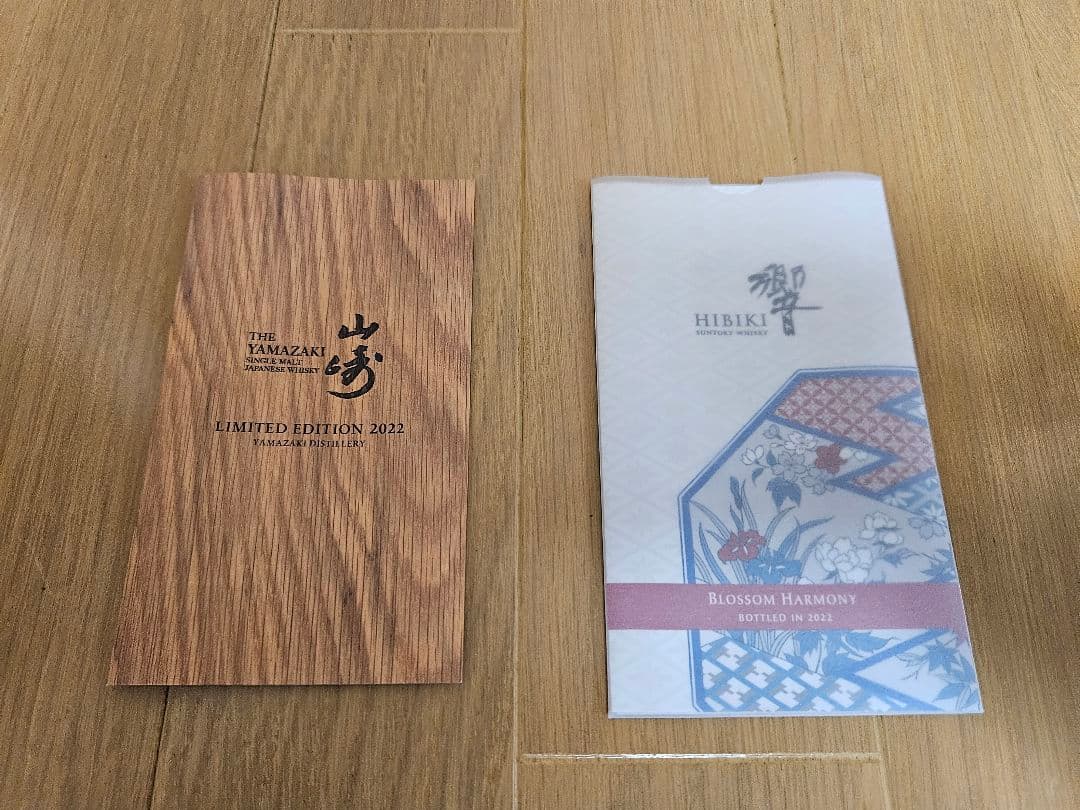 THE
YAMAZAKI
SINGLE MALT
JAPANESE WHISKY
山崎
LIMITED EDITION 2022
YAMAZAKI DISTILLERY
響
HIBIKI
SUNTORY WHISKY
BLOSSOM HARMONY
BOTTLED IN 2022